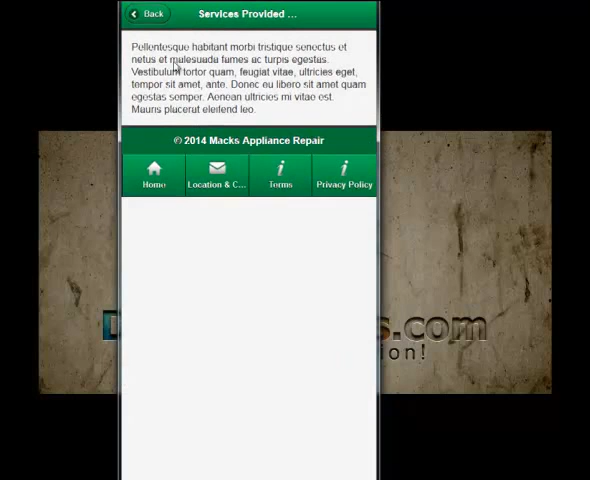 Back
Services Provided ...
Pellentesque habitant morbi tristique senectus et
netus et malesuada fames ac turpis egestas.
Vestibulum tortor quam, feugiat vitae, ultricies eget,
tempor sit amet, ante. Donec eu libero sit amet quam
egestas semper. Aenean ultricies mi vitae est.
Mauris placerat eleifend leo.
© 2014 Macks Appliance Repair
Home
Location & C...
Terms
Privacy Policy
s.com
ion!